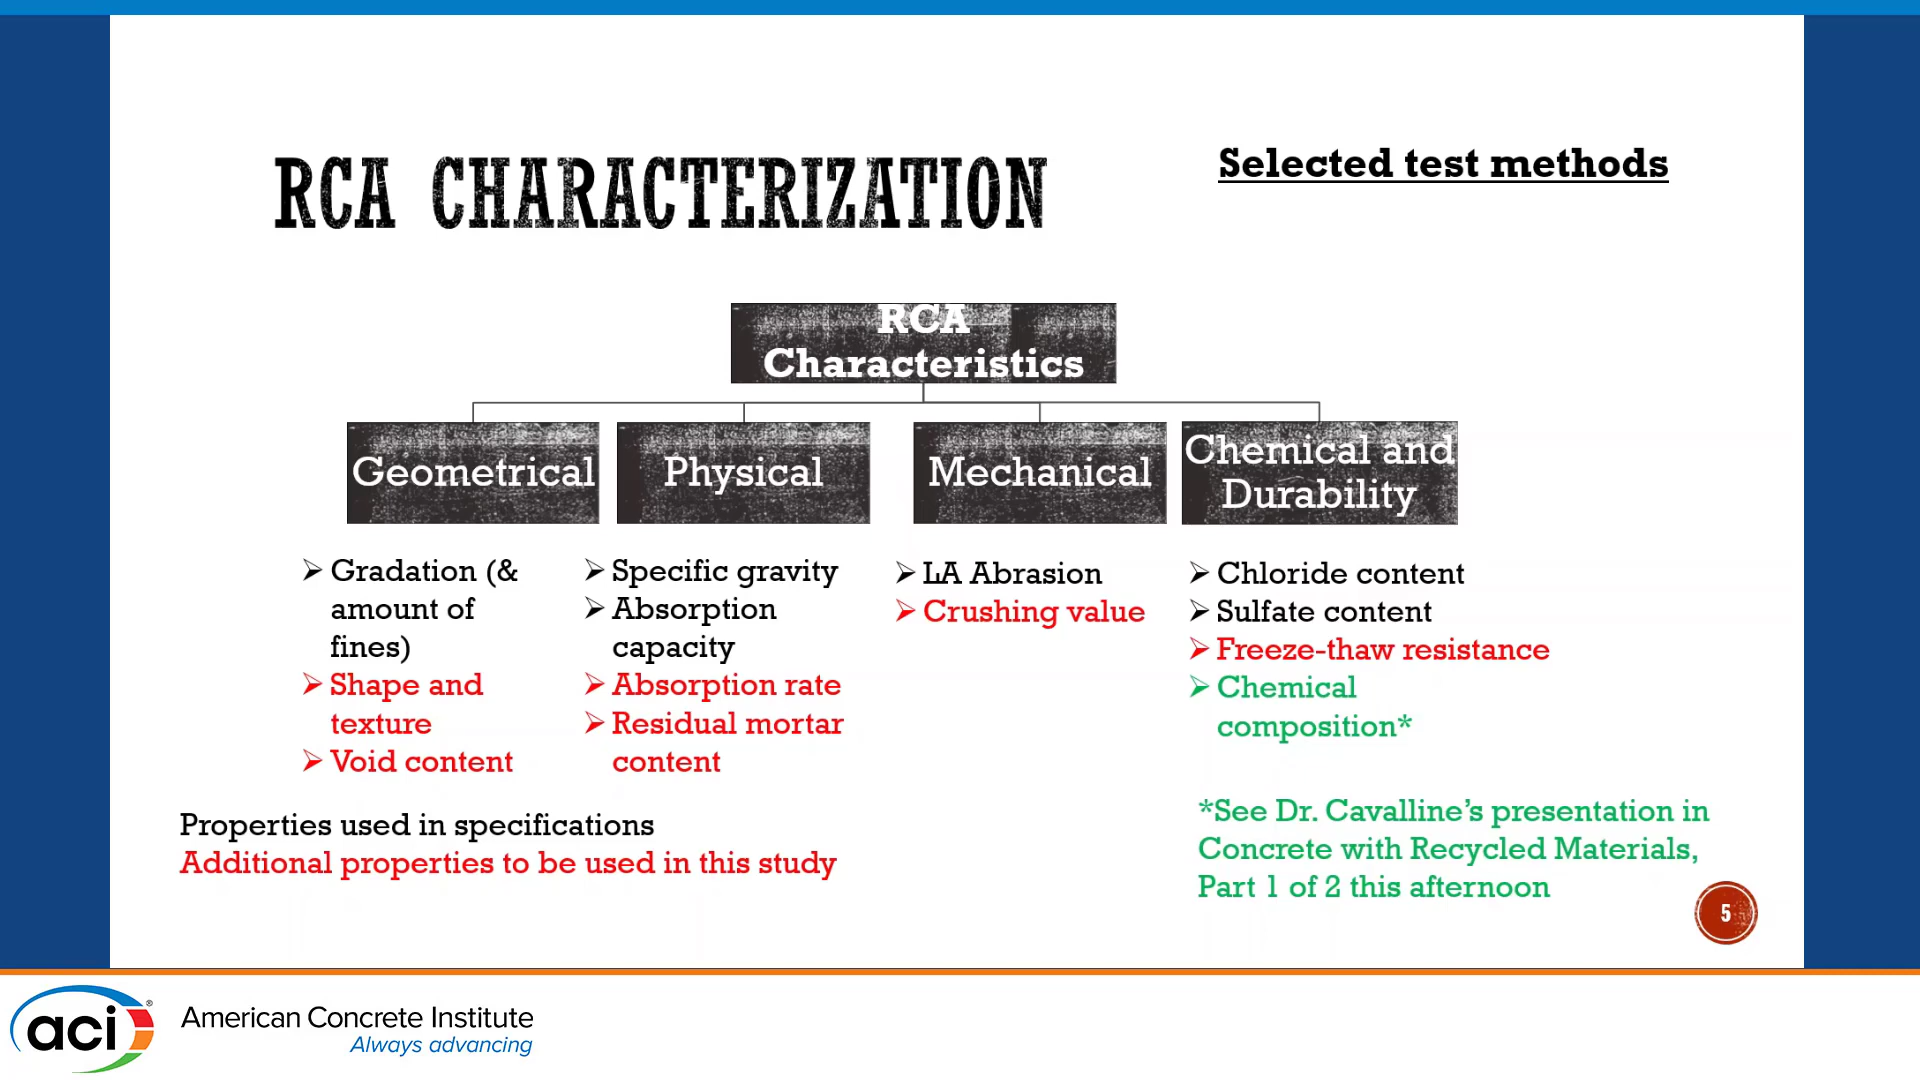 RCA CHARACTERIZATION
Selected test methods
RCA
Characteristics
Geometrical
Physical
Mechanical
Chemical and
Durability
➢ Gradation (&
amount of
fines)
➢ Shape and
texture
➢ Void content
➢ Specific gravity
➢ Absorption
capacity
➢ Absorption rate
➢ Residual mortar
content
➢ LA Abrasion
➢ Crushing value
➢ Chloride content
➢ Sulfate content
➢ Freeze-thaw resistance
➢ Chemical
composition*
Properties used in specifications
Additional properties to be used in this study
*See Dr. Cavalline’s presentation in
Concrete with Recycled Materials,
Part 1 of 2 this afternoon
5
aci®
American Concrete Institute
Always advancing